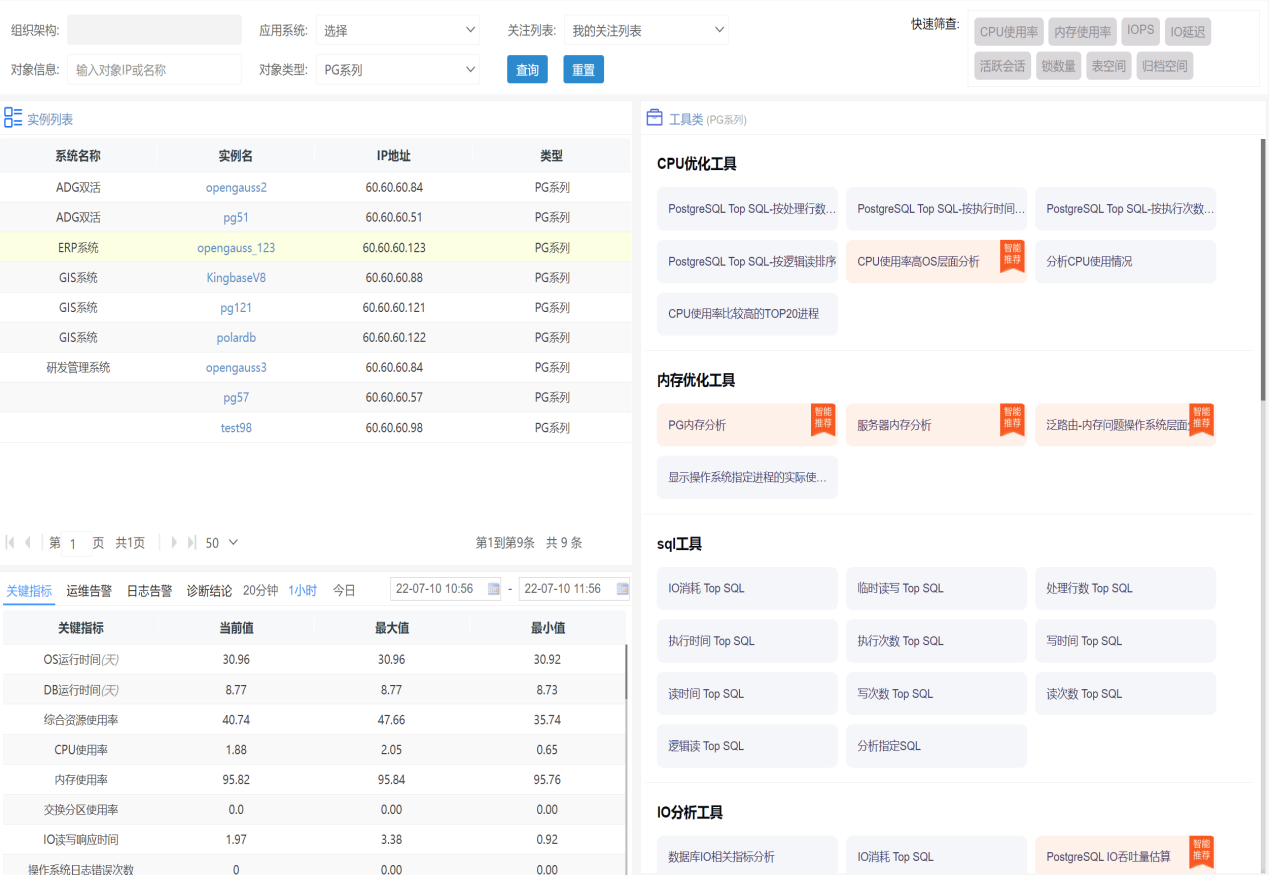 组织架构: 应用系统: 选择 关注列表: 我的关注列表 快速筛查: CPU使用率 内存使用率 IOPS IO延迟
对象信息: 输入对象IP或名称 对象类型: PG系列 查询 重置 活跃会话 锁数量 表空间 归档空间
实例列表
系统名称 实例名 IP地址 类型
ADG双活 opengauss2 60.60.60.84 PG系列
ADG双活 pg51 60.60.60.51 PG系列
ERP系统 opengauss_123 60.60.60.123 PG系列
GIS系统 KingbaseV8 60.60.60.88 PG系列
GIS系统 pg121 60.60.60.121 PG系列
GIS系统 polardb 60.60.60.122 PG系列
研发管理系统 opengauss3 60.60.60.84 PG系列
pg57 60.60.60.57 PG系列
test98 60.60.60.98 PG系列
第 1 页 共1页 50 第1到第9条 共 9 条
关键指标 运维告警 日志告警 诊断结论 20分钟 1小时 今日 22-07-10 10:56 - 22-07-10 11:56
关键指标 当前值 最大值 最小值
OS运行时间(天) 30.96 30.96 30.92
DB运行时间(天) 8.77 8.77 8.73
综合资源使用率 40.74 47.66 35.74
CPU使用率 1.88 2.05 0.65
内存使用率 95.82 95.84 95.76
交换分区使用率 0.0 0.00 0.00
IO读写响应时间 1.97 3.38 0.92
操作系统日志错误次数 0 0.00 0.00
工具类 (PG系列)
CPU优化工具
PostgreSQL Top SQL-按处理行数... PostgreSQL Top SQL-按执行时间... PostgreSQL Top SQL-按执行次数...
PostgreSQL Top SQL-按逻辑读排序 CPU使用率高OS层面分析 智能推荐 分析CPU使用情况
CPU使用率比较高的TOP20进程
内存优化工具
PG内存分析 智能推荐 服务器内存分析 智能推荐 泛路由-内存问题操作系统层面 智能推荐
显示操作系统指定进程的实际使...
sql工具
IO消耗 Top SQL 临时读写 Top SQL 处理行数 Top SQL
执行时间 Top SQL 执行次数 Top SQL 写时间 Top SQL
读时间 Top SQL 写次数 Top SQL 读次数 Top SQL
逻辑读 Top SQL 分析指定SQL
IO分析工具
数据库IO相关指标分析 IO消耗 Top SQL PostgreSQL IO吞吐量估算 智能推荐